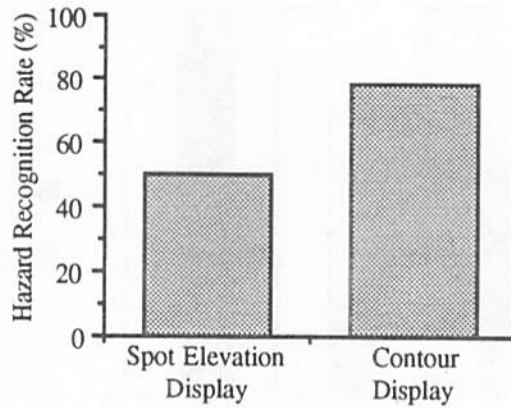 Hazard Recognition Rate (%)
100
80
60
40
20
0
Spot Elevation
Display
Contour
Display